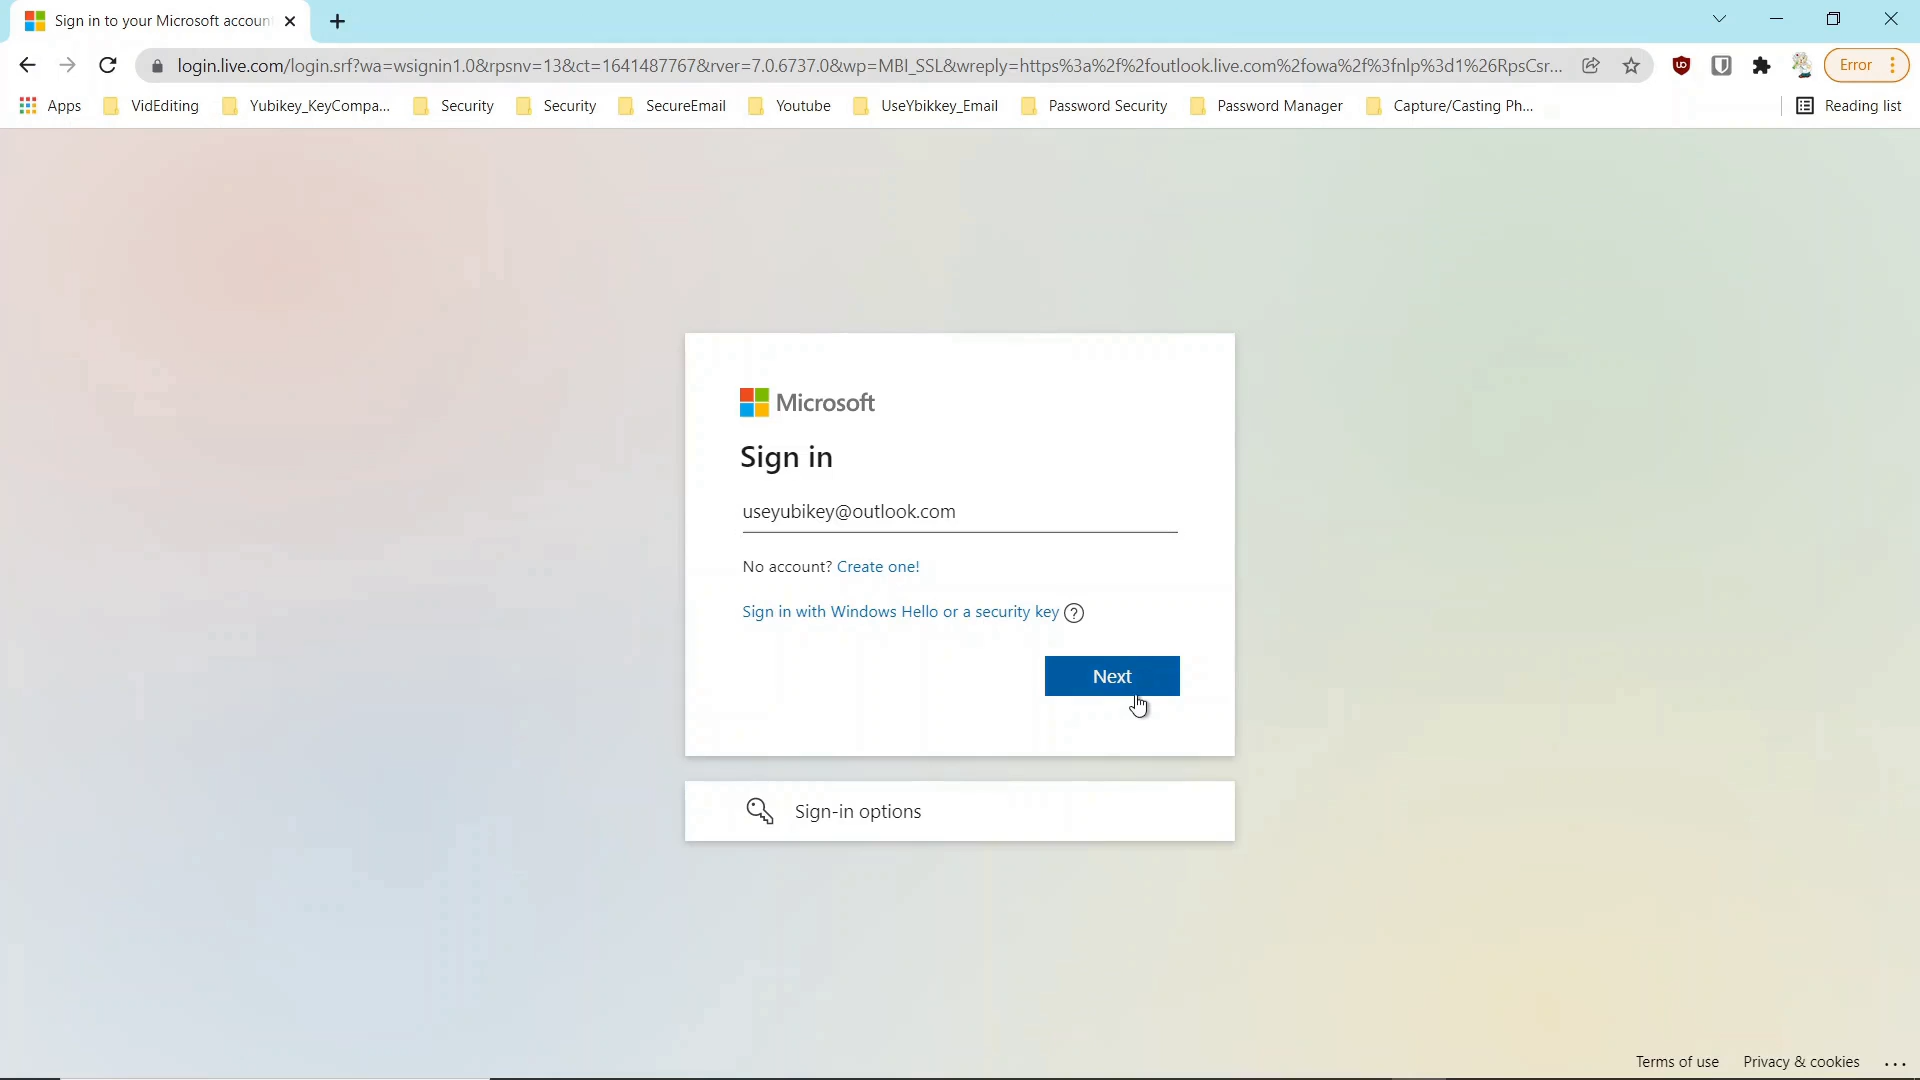 Sign in to your Microsoft accoun
login.live.com/login.srf?wa=wsignin1.0&rpsnv=13&ct=1641487767&rver=7.0.6737.0&wp=MBI_SSL&wreply=https%3a%2f%2foutlook.live.com%2fowa%2f%3fnlp%3d1%26RpsCsr... Error
Apps VidEditing Yubikey_KeyCompa... Security Security SecureEmail Youtube UseYbikkey_Email Password Security Password Manager Capture/Casting Ph... Reading list
Microsoft
Sign in
useyubikey@outlook.com
No account? Create one!
Sign in with Windows Hello or a security key ?
Next
Sign-in options
Terms of use Privacy & cookies ...